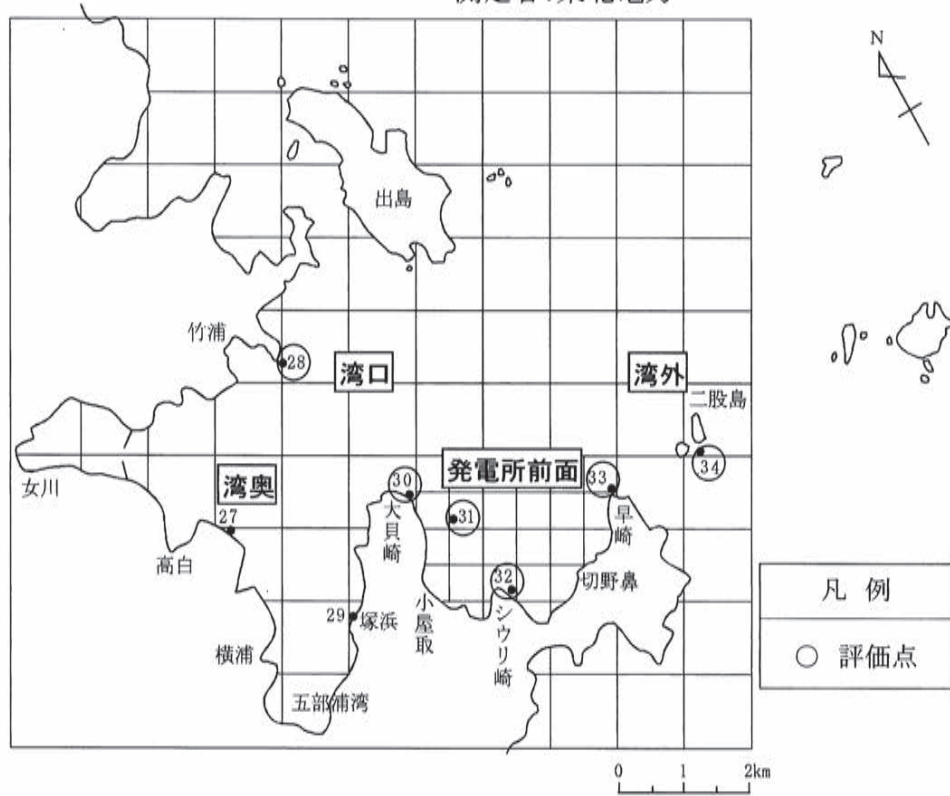 N
出島
竹浦
28
湾口
湾外
二股島
34
女川
湾奥
27
発電所前面
30
大貝崎
31
33
早崎
高白
32
切野鼻
凡 例
○ 評価点
29
塚浜
小屋取
シウリ崎
横浦
五部浦湾
0 1 2km